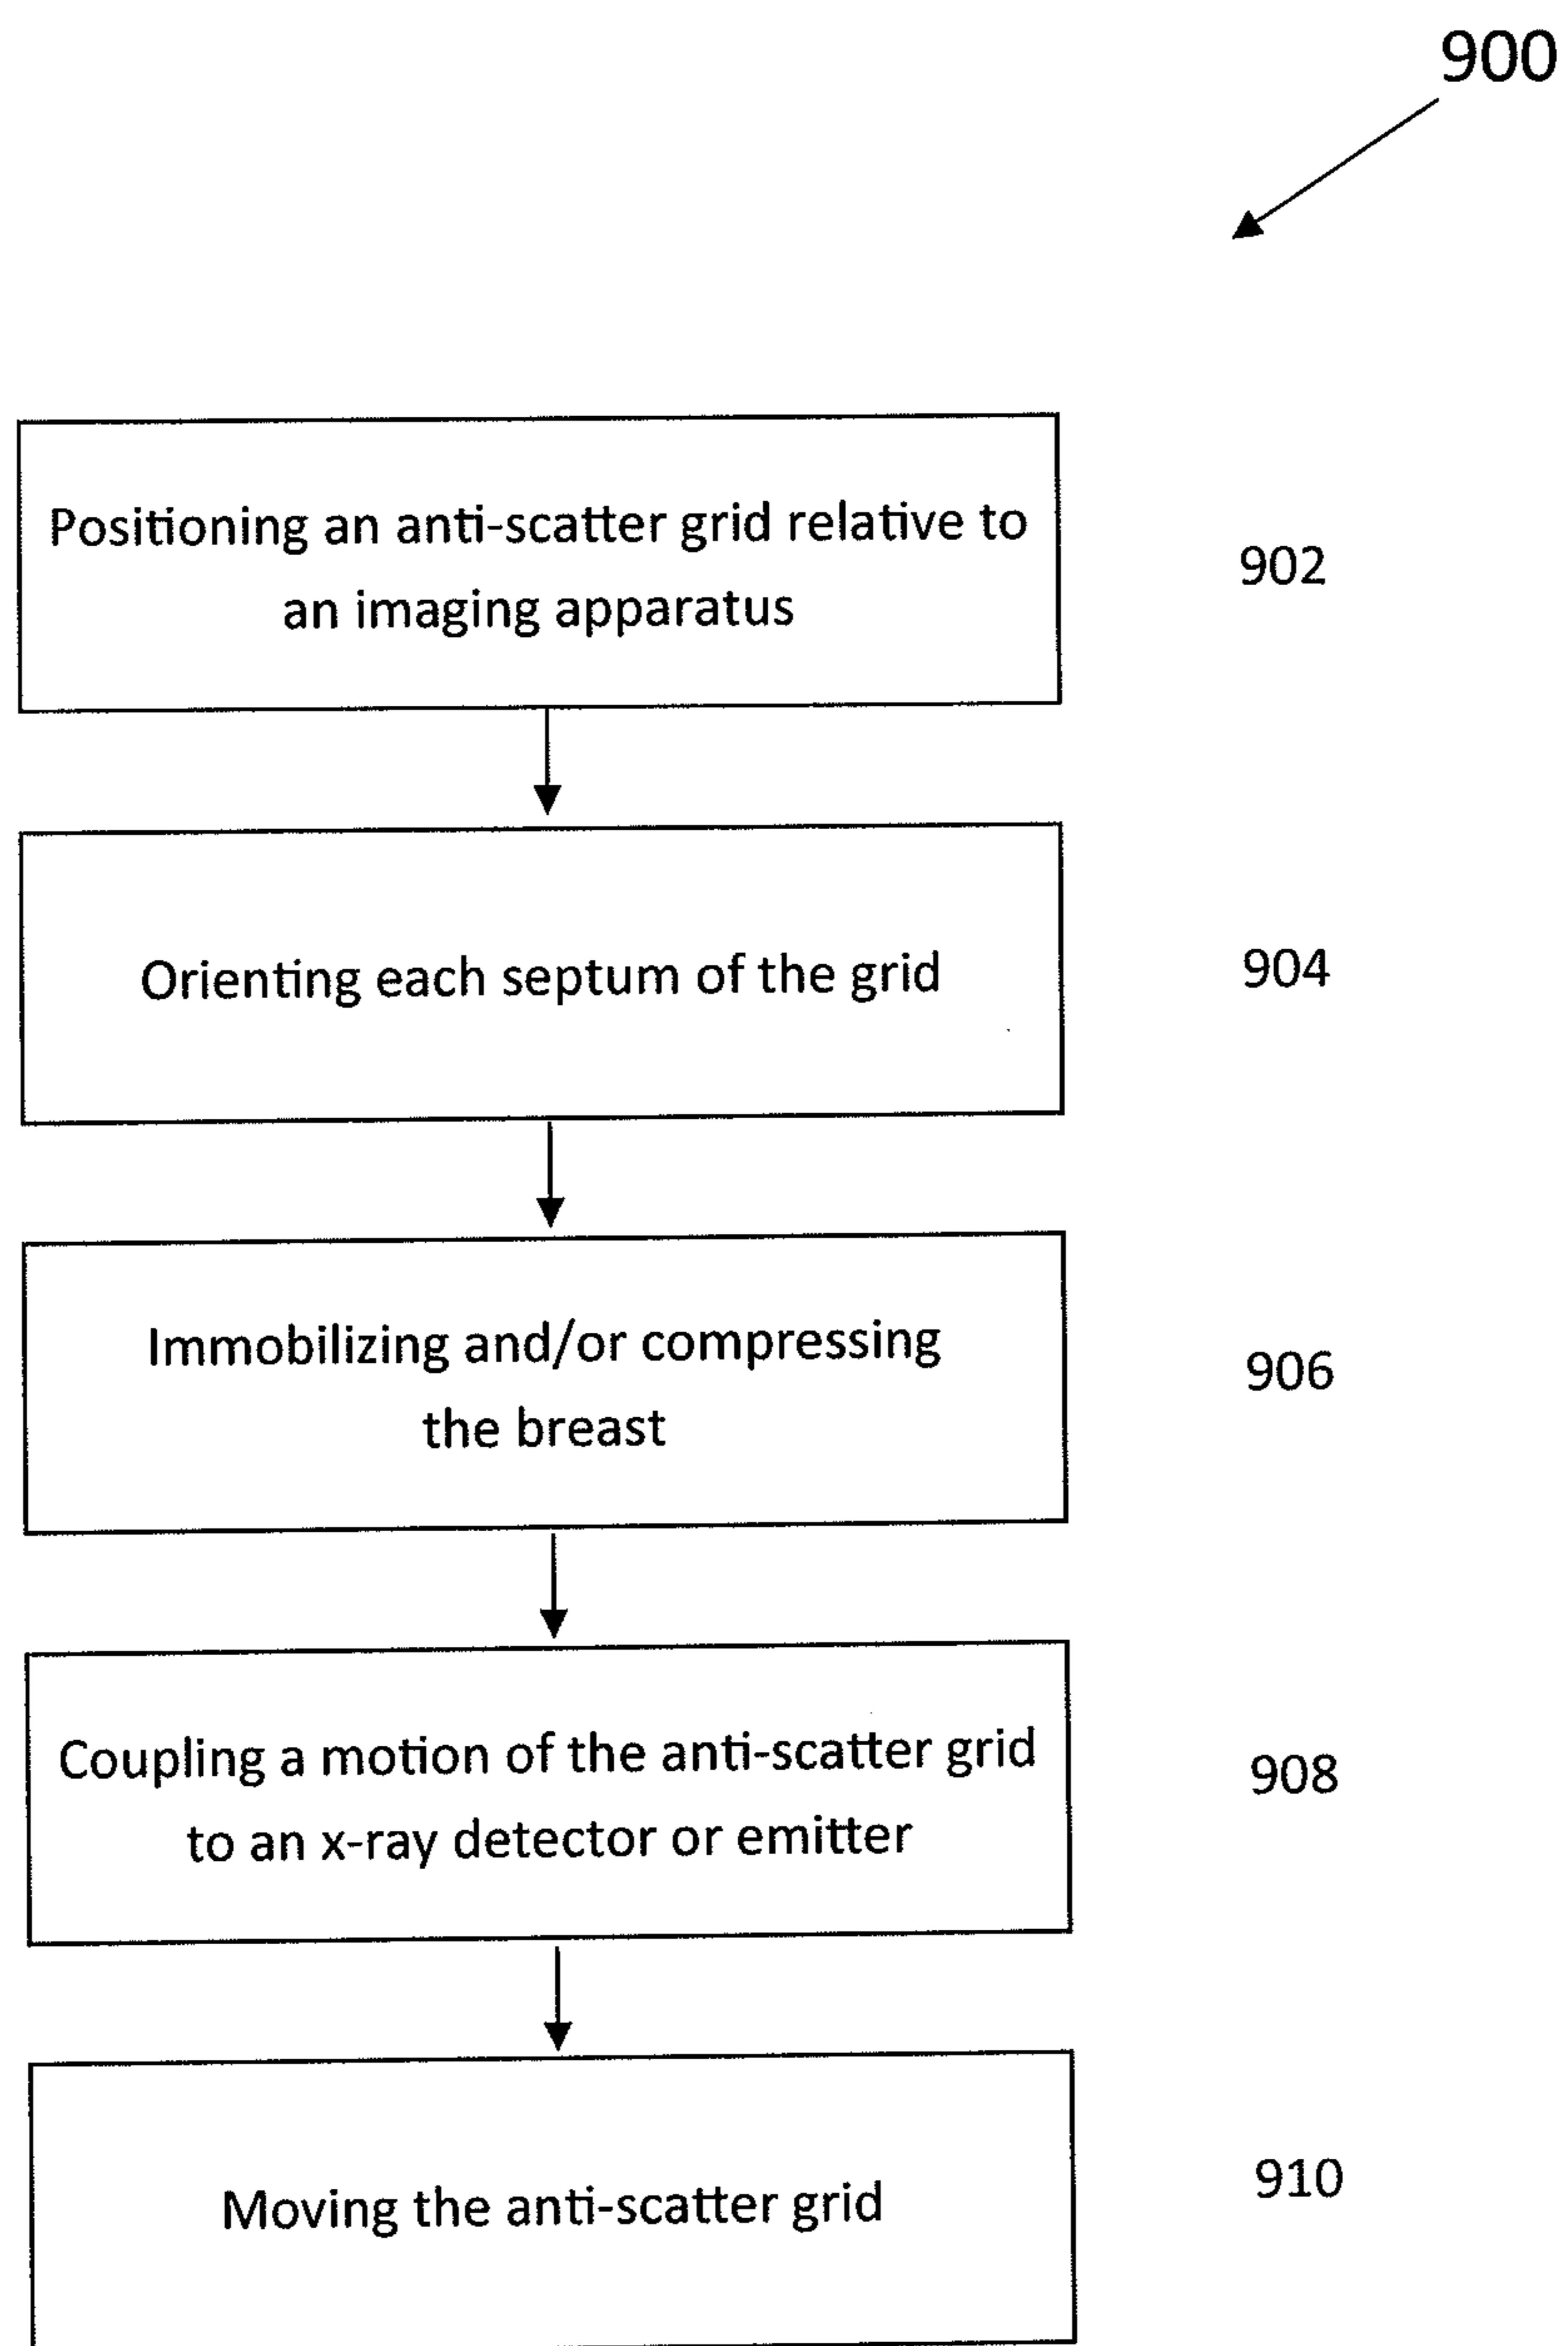 900
Positioning an anti-scatter grid relative to
an imaging apparatus
902
Orienting each septum of the grid
904
Immobilizing and/or compressing
the breast
906
Coupling a motion of the anti-scatter grid
to an x-ray detector or emitter
908
Moving the anti-scatter grid
910